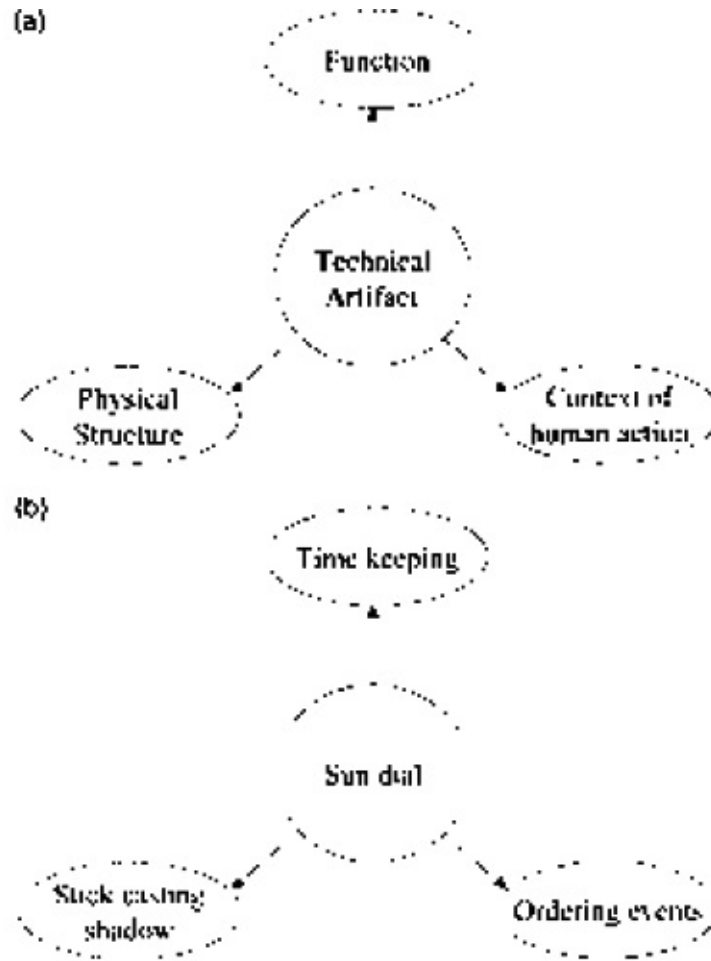 (a)
Function
Technical
Artifact
Physical
Structure
Context of
human action
(b)
Time keeping
Sun dial
Stick casting
shadow
Ordering events